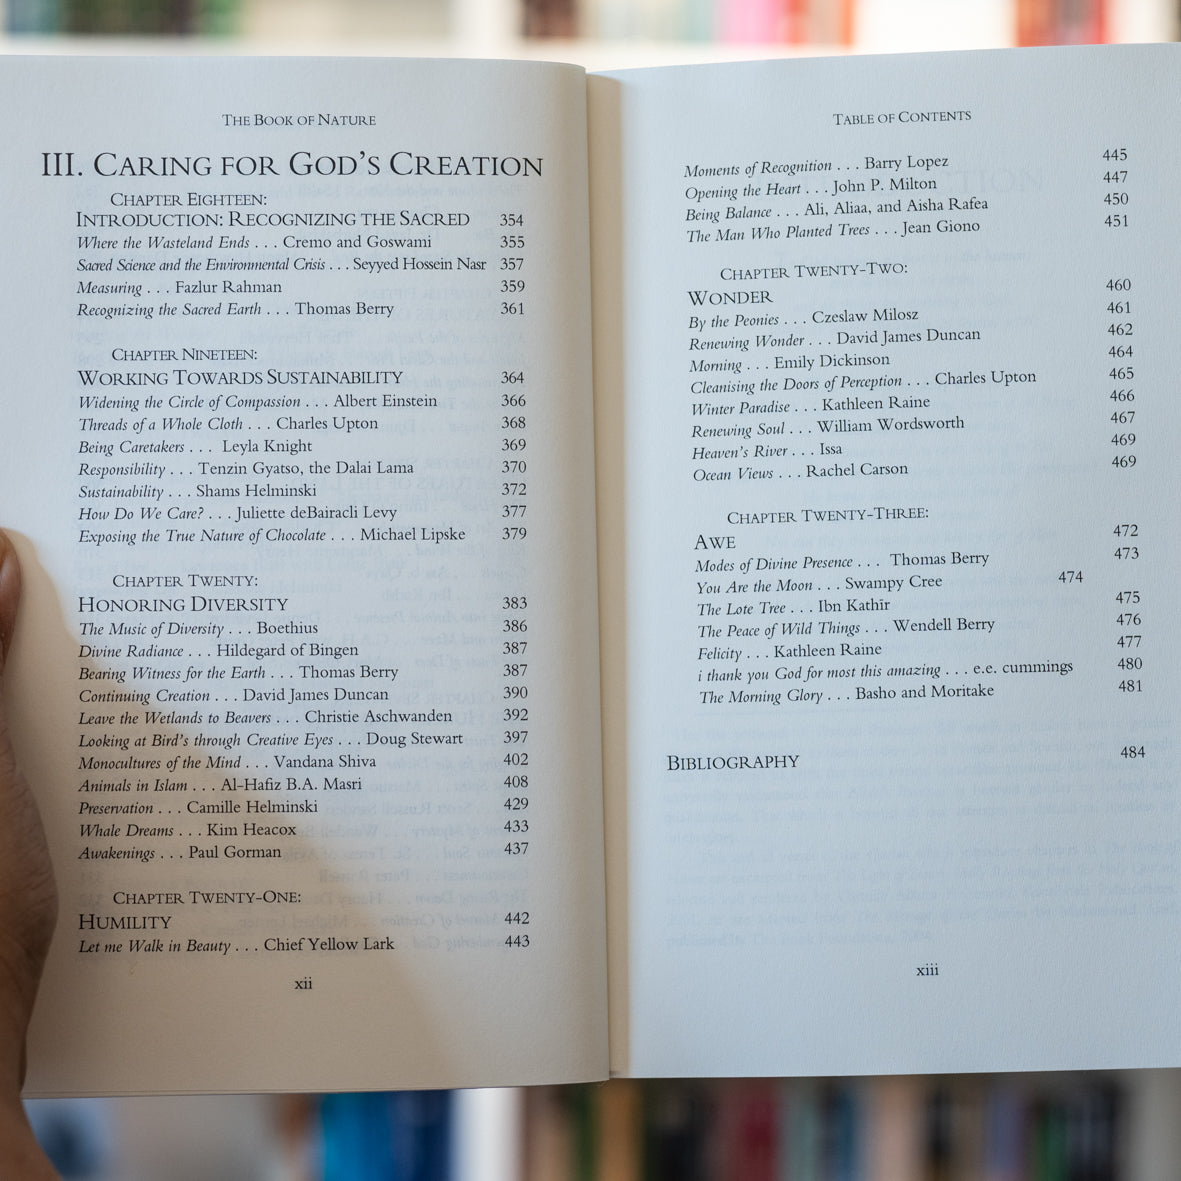 The Book of Nature
III. Caring for God's Creation
Chapter Eighteen:
Introduction: Recognizing the Sacred 354
Where the Wasteland Ends . . . Cremo and Goswami 355
Sacred Science and the Environmental Crisis . . . Seyyed Hossein Nasr 357
Measuring . . . Fazlur Rahman 359
Recognizing the Sacred Earth . . . Thomas Berry 361
Chapter Nineteen:
Working Towards Sustainability 364
Widening the Circle of Compassion . . . Albert Einstein 366
Threads of a Whole Cloth . . . Charles Upton 368
Being Caretakers . . . Leyla Knight 369
Responsibility . . . Tenzin Gyatso, the Dalai Lama 370
Sustainability . . . Shams Helminski 372
How Do We Care? . . . Juliette deBairacli Levy 377
Exposing the True Nature of Chocolate . . . Michael Lipske 379
Chapter Twenty:
Honoring Diversity 383
The Music of Diversity . . . Boethius 386
Divine Radiance . . . Hildegard of Bingen 387
Bearing Witness for the Earth . . . Thomas Berry 387
Continuing Creation . . . David James Duncan 390
Leave the Wetlands to Beavers . . . Christie Aschwanden 392
Looking at Bird's through Creative Eyes . . . Doug Stewart 397
Monocultures of the Mind . . . Vandana Shiva 402
Animals in Islam . . . Al-Hafiz B.A. Masri 408
Preservation . . . Camille Helminski 429
Whale Dreams . . . Kim Heacox 433
Awakenings . . . Paul Gorman 437
Chapter Twenty-One:
Humility 442
Let me Walk in Beauty . . . Chief Yellow Lark 443
xii
Table of Contents
Moments of Recognition . . . Barry Lopez 445
Opening the Heart . . . John P. Milton 447
Being Balance . . . Ali, Aliaa, and Aisha Rafea 450
The Man Who Planted Trees . . . Jean Giono 451
Chapter Twenty-Two:
Wonder 460
By the Peonies . . . Czeslaw Milosz 461
Renewing Wonder . . . David James Duncan 462
Morning . . . Emily Dickinson 464
Cleanising the Doors of Perception . . . Charles Upton 465
Winter Paradise . . . Kathleen Raine 466
Renewing Soul . . . William Wordsworth 467
Heaven's River . . . Issa 469
Ocean Views . . . Rachel Carson 469
Chapter Twenty-Three:
Awe 472
Modes of Divine Presence . . . Thomas Berry 473
You Are the Moon . . . Swampy Cree 474
The Lote Tree . . . Ibn Kathir 475
The Peace of Wild Things . . . Wendell Berry 476
Felicity . . . Kathleen Raine 477
i thank you God for most this amazing . . . e.e. cummings 480
The Morning Glory . . . Basho and Moritake 481
Bibliography 484
xiii